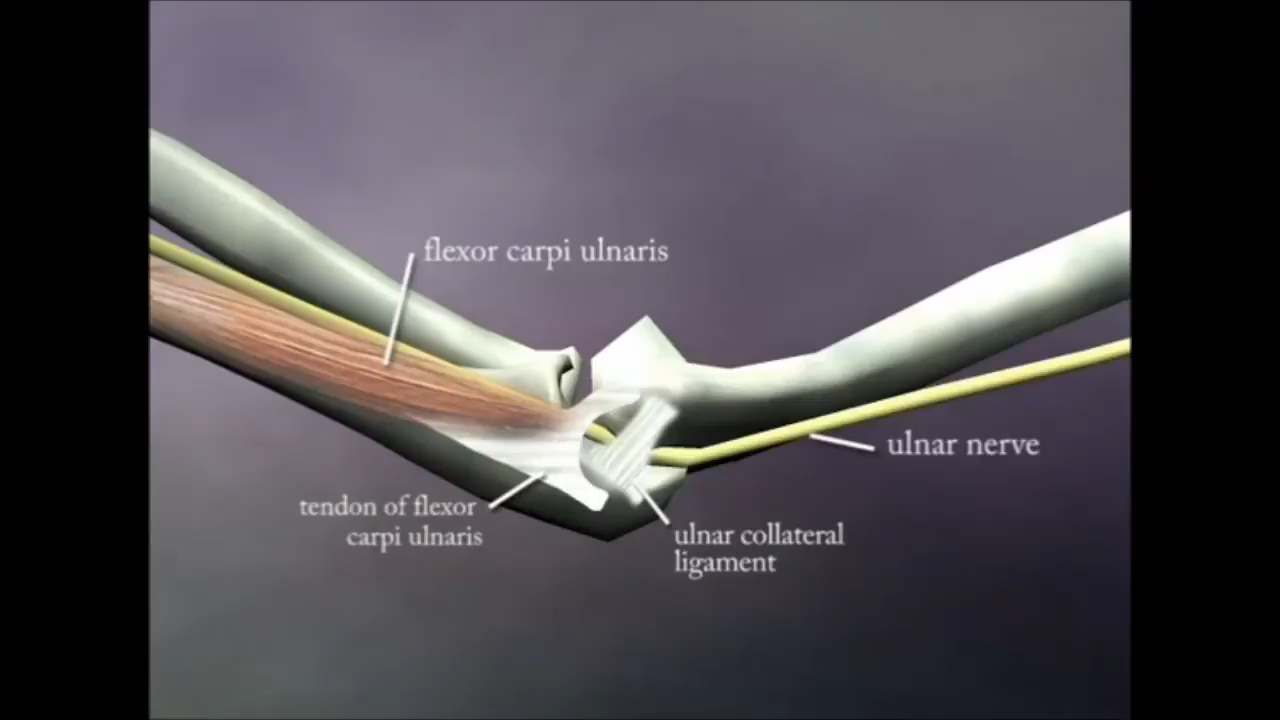 flexor carpi ulnaris
ulnar nerve
tendon of flexor
carpi ulnaris
ulnar collateral
ligament